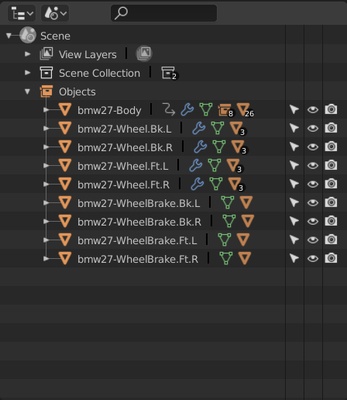 Scene
View Layers
Scene Collection 2
Objects
bmw27-Body 8 26
bmw27-Wheel.Bk.L 3
bmw27-Wheel.Bk.R 3
bmw27-Wheel.Ft.L 3
bmw27-Wheel.Ft.R 3
bmw27-WheelBrake.Bk.L
bmw27-WheelBrake.Bk.R
bmw27-WheelBrake.Ft.L
bmw27-WheelBrake.Ft.R